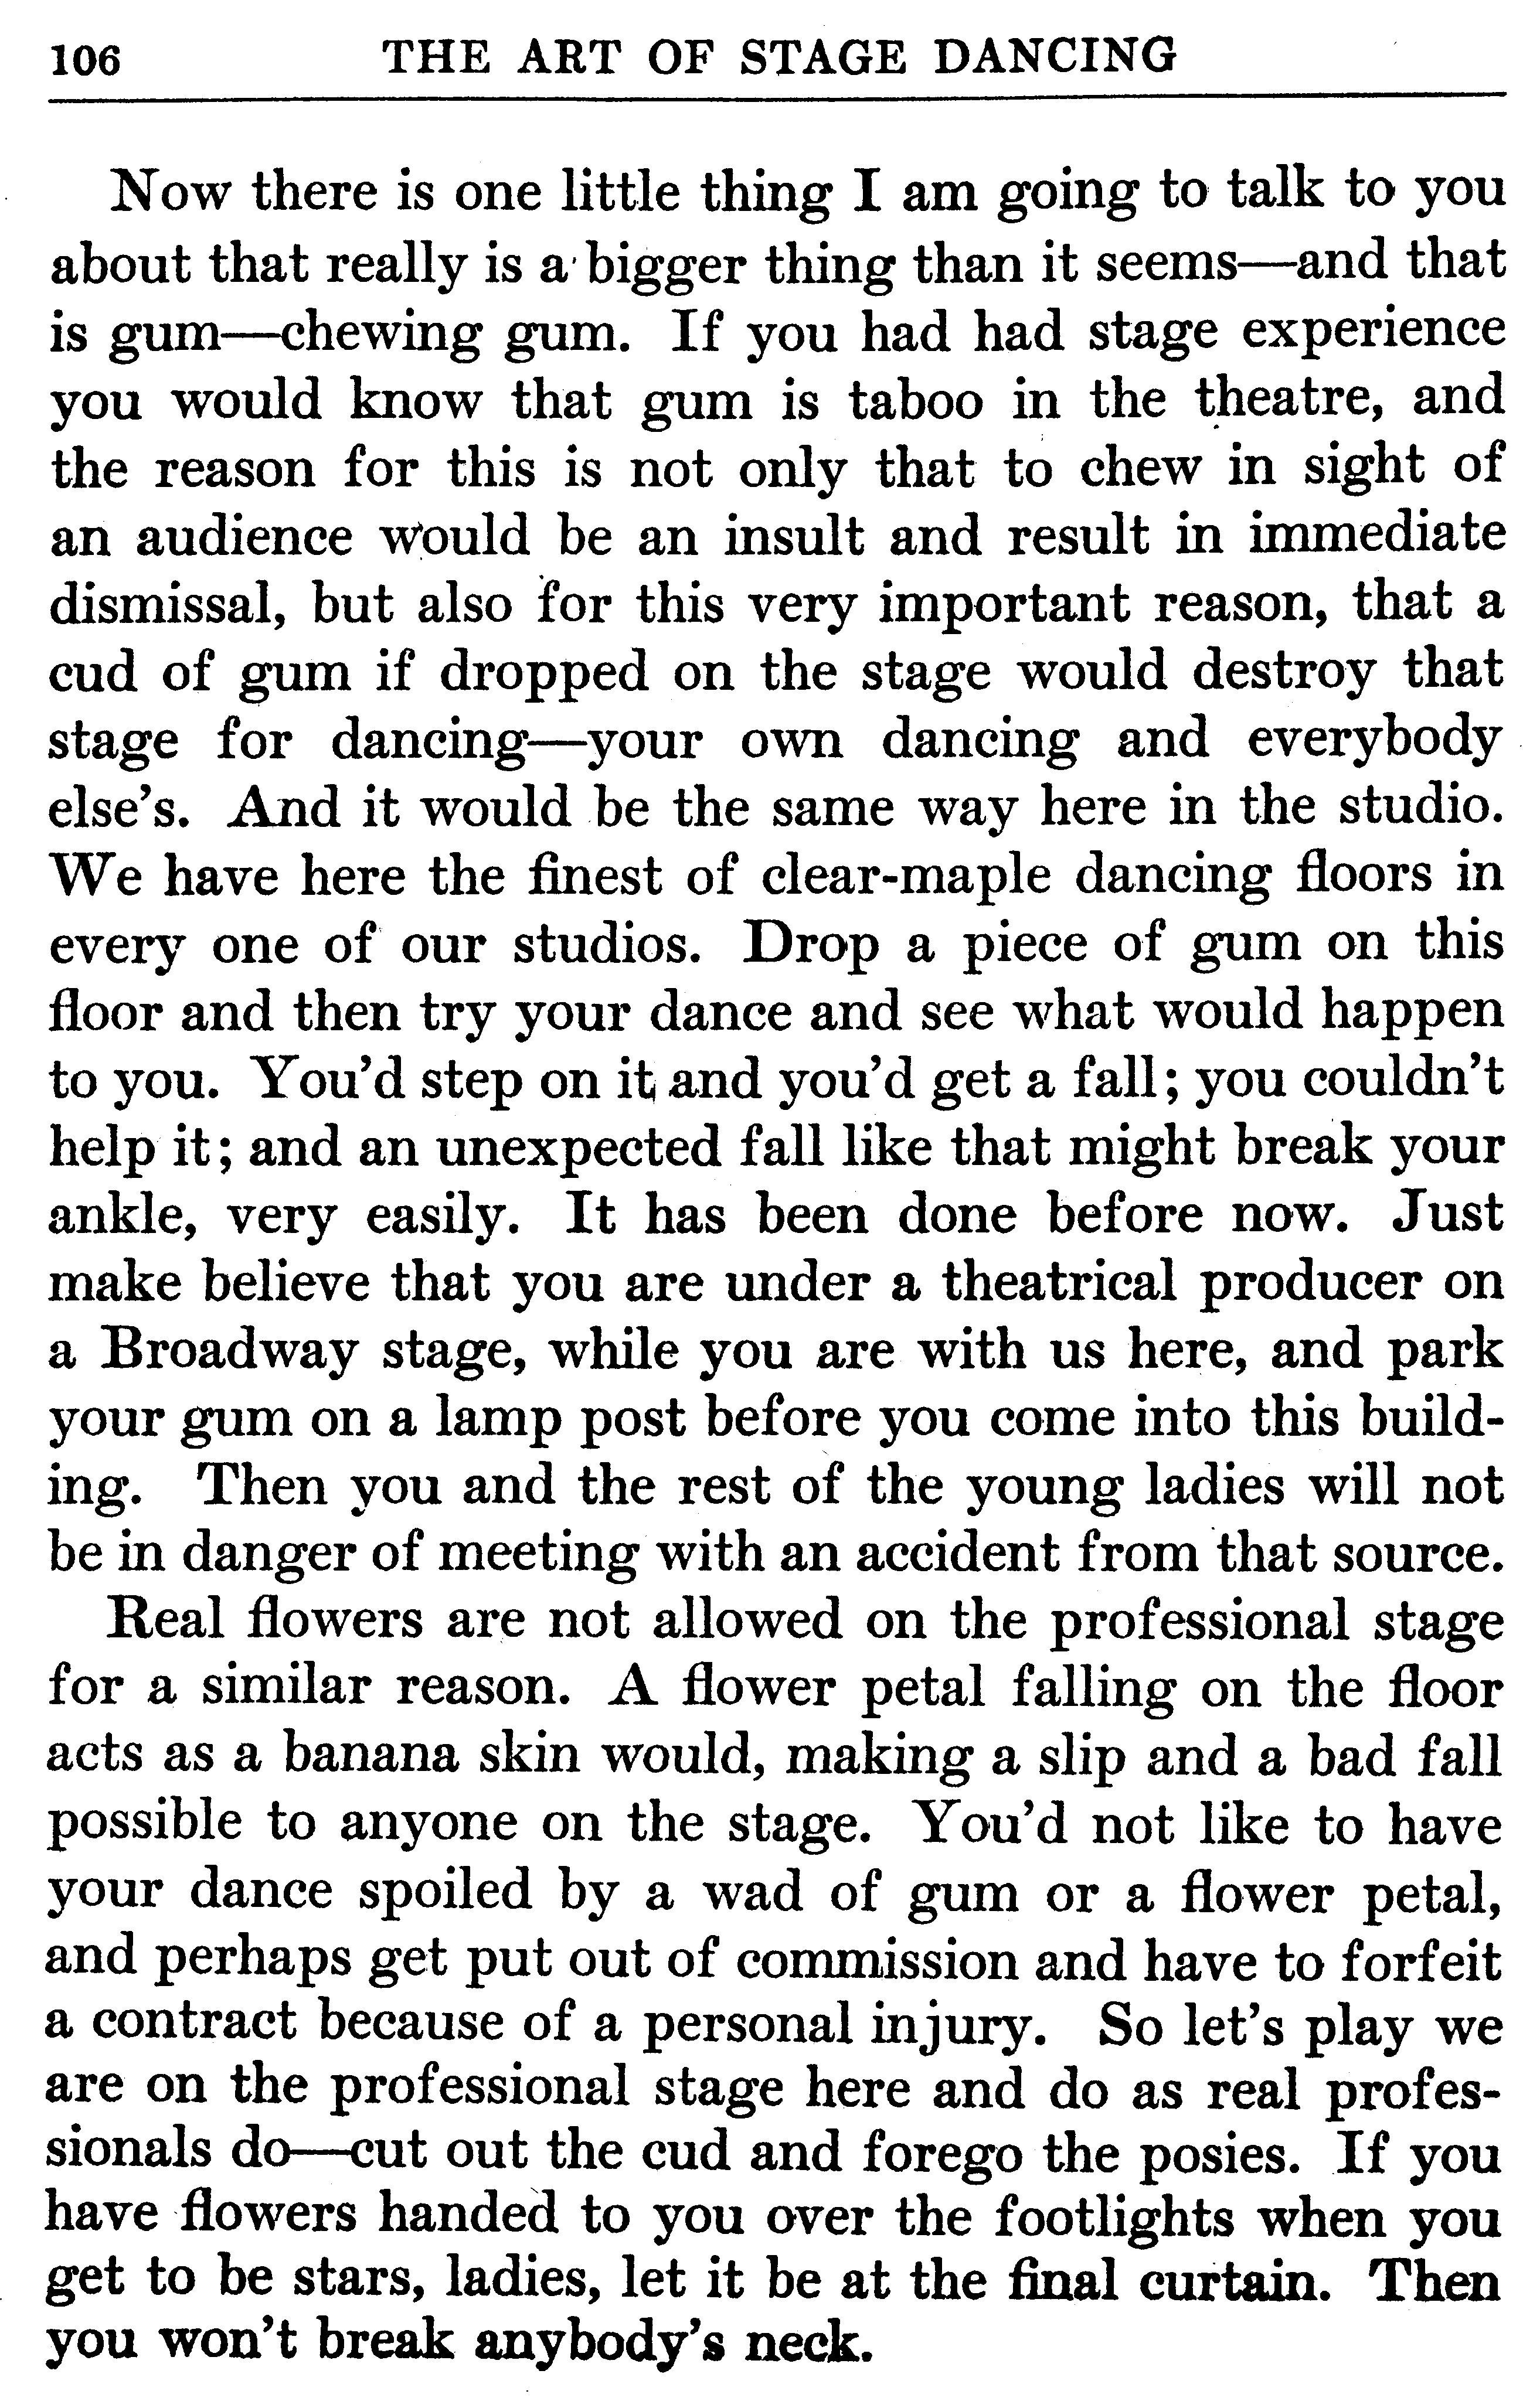 106 THE ART OF STAGE DANCING
Now there is one little thing I am going to talk to you
about that really is a bigger thing than it seems—and that
is gum—chewing gum. If you had had stage experience
you would know that gum is taboo in the theatre, and
the reason for this is not only that to chew in sight of
an audience would be an insult and result in immediate
dismissal, but also for this very important reason, that a
cud of gum if dropped on the stage would destroy that
stage for dancing—your own dancing and everybody
else's. And it would be the same way here in the studio.
We have here the finest of clear-maple dancing floors in
every one of our studios. Drop a piece of gum on this
floor and then try your dance and see what would happen
to you. You'd step on it, and you'd get a fall; you couldn't
help it; and an unexpected fall like that might break your
ankle, very easily. It has been done before now. Just
make believe that you are under a theatrical producer on
a Broadway stage, while you are with us here, and park
your gum on a lamp post before you come into this build-
ing. Then you and the rest of the young ladies will not
be in danger of meeting with an accident from that source.
Real flowers are not allowed on the professional stage
for a similar reason. A flower petal falling on the floor
acts as a banana skin would, making a slip and a bad fall
possible to anyone on the stage. You'd not like to have
your dance spoiled by a wad of gum or a flower petal,
and perhaps get put out of commission and have to forfeit
a contract because of a personal injury. So let's play we
are on the professional stage here and do as real profes-
sionals do—cut out the cud and forego the posies. If you
have flowers handed to you over the footlights when you
get to be stars, ladies, let it be at the final curtain. Then
you won't break anybody's neck.